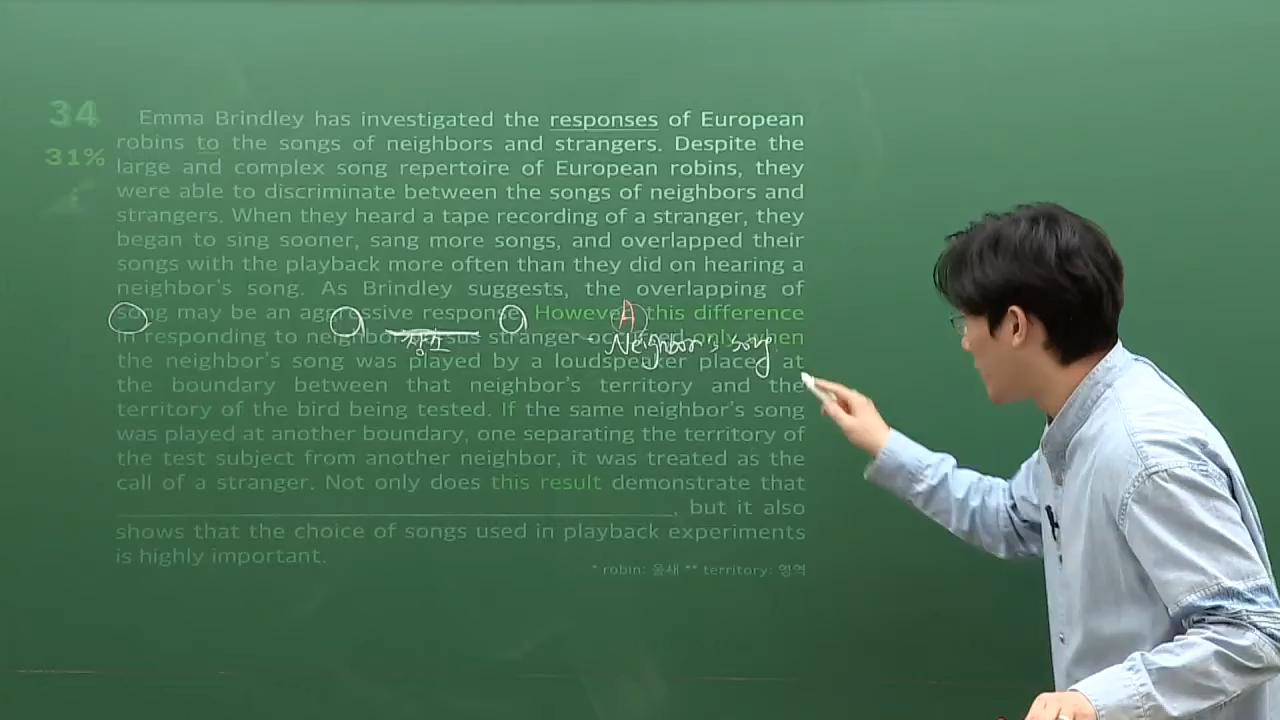 34
31%
Emma Brindley has investigated the responses of European
robins to the songs of neighbors and strangers. Despite the
large and complex song repertoire of European robins, they
were able to discriminate between the songs of neighbors and
strangers. When they heard a tape recording of a stranger, they
began to sing sooner, sang more songs, and overlapped their
songs with the playback more often than they did on hearing a
neighbor's song. As Brindley suggests, the overlapping of
song may be an aggressive response. However, this difference
A
in responding to neighbor versus stranger occurred only when
Neighbor's song
the neighbor's song was played by a loudspeaker placed at
the boundary between that neighbor's territory and the
territory of the bird being tested. If the same neighbor's song
was played at another boundary, one separating the territory of
the test subject from another neighbor, it was treated as the
call of a stranger. Not only does this result demonstrate that
, but it also
shows that the choice of songs used in playback experiments
is highly important.
* robin: 울새 ** territory: 영역